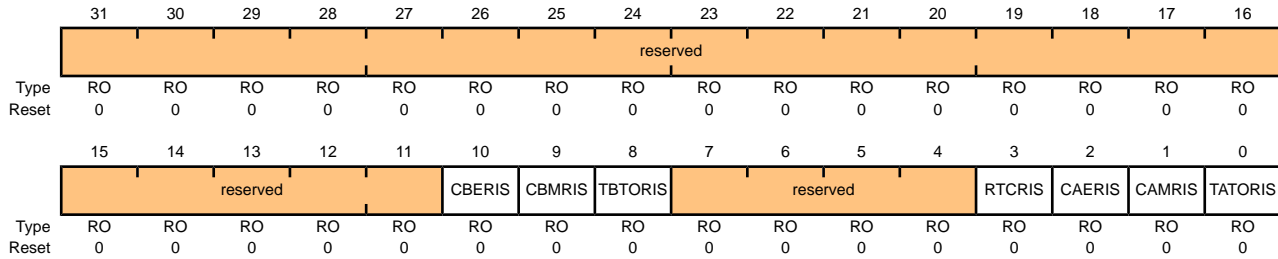 31 30 29 28 27 26 25 24 23 22 21 20 19 18 17 16
reserved
Type RO RO RO RO RO RO RO RO RO RO RO RO RO RO RO RO
Reset 0 0 0 0 0 0 0 0 0 0 0 0 0 0 0 0
15 14 13 12 11 10 9 8 7 6 5 4 3 2 1 0
reserved CBERIS CBMRIS TBTORIS reserved RTCRIS CAERIS CAMRIS TATORIS
Type RO RO RO RO RO RO RO RO RO RO RO RO RO RO RO RO
Reset 0 0 0 0 0 0 0 0 0 0 0 0 0 0 0 0